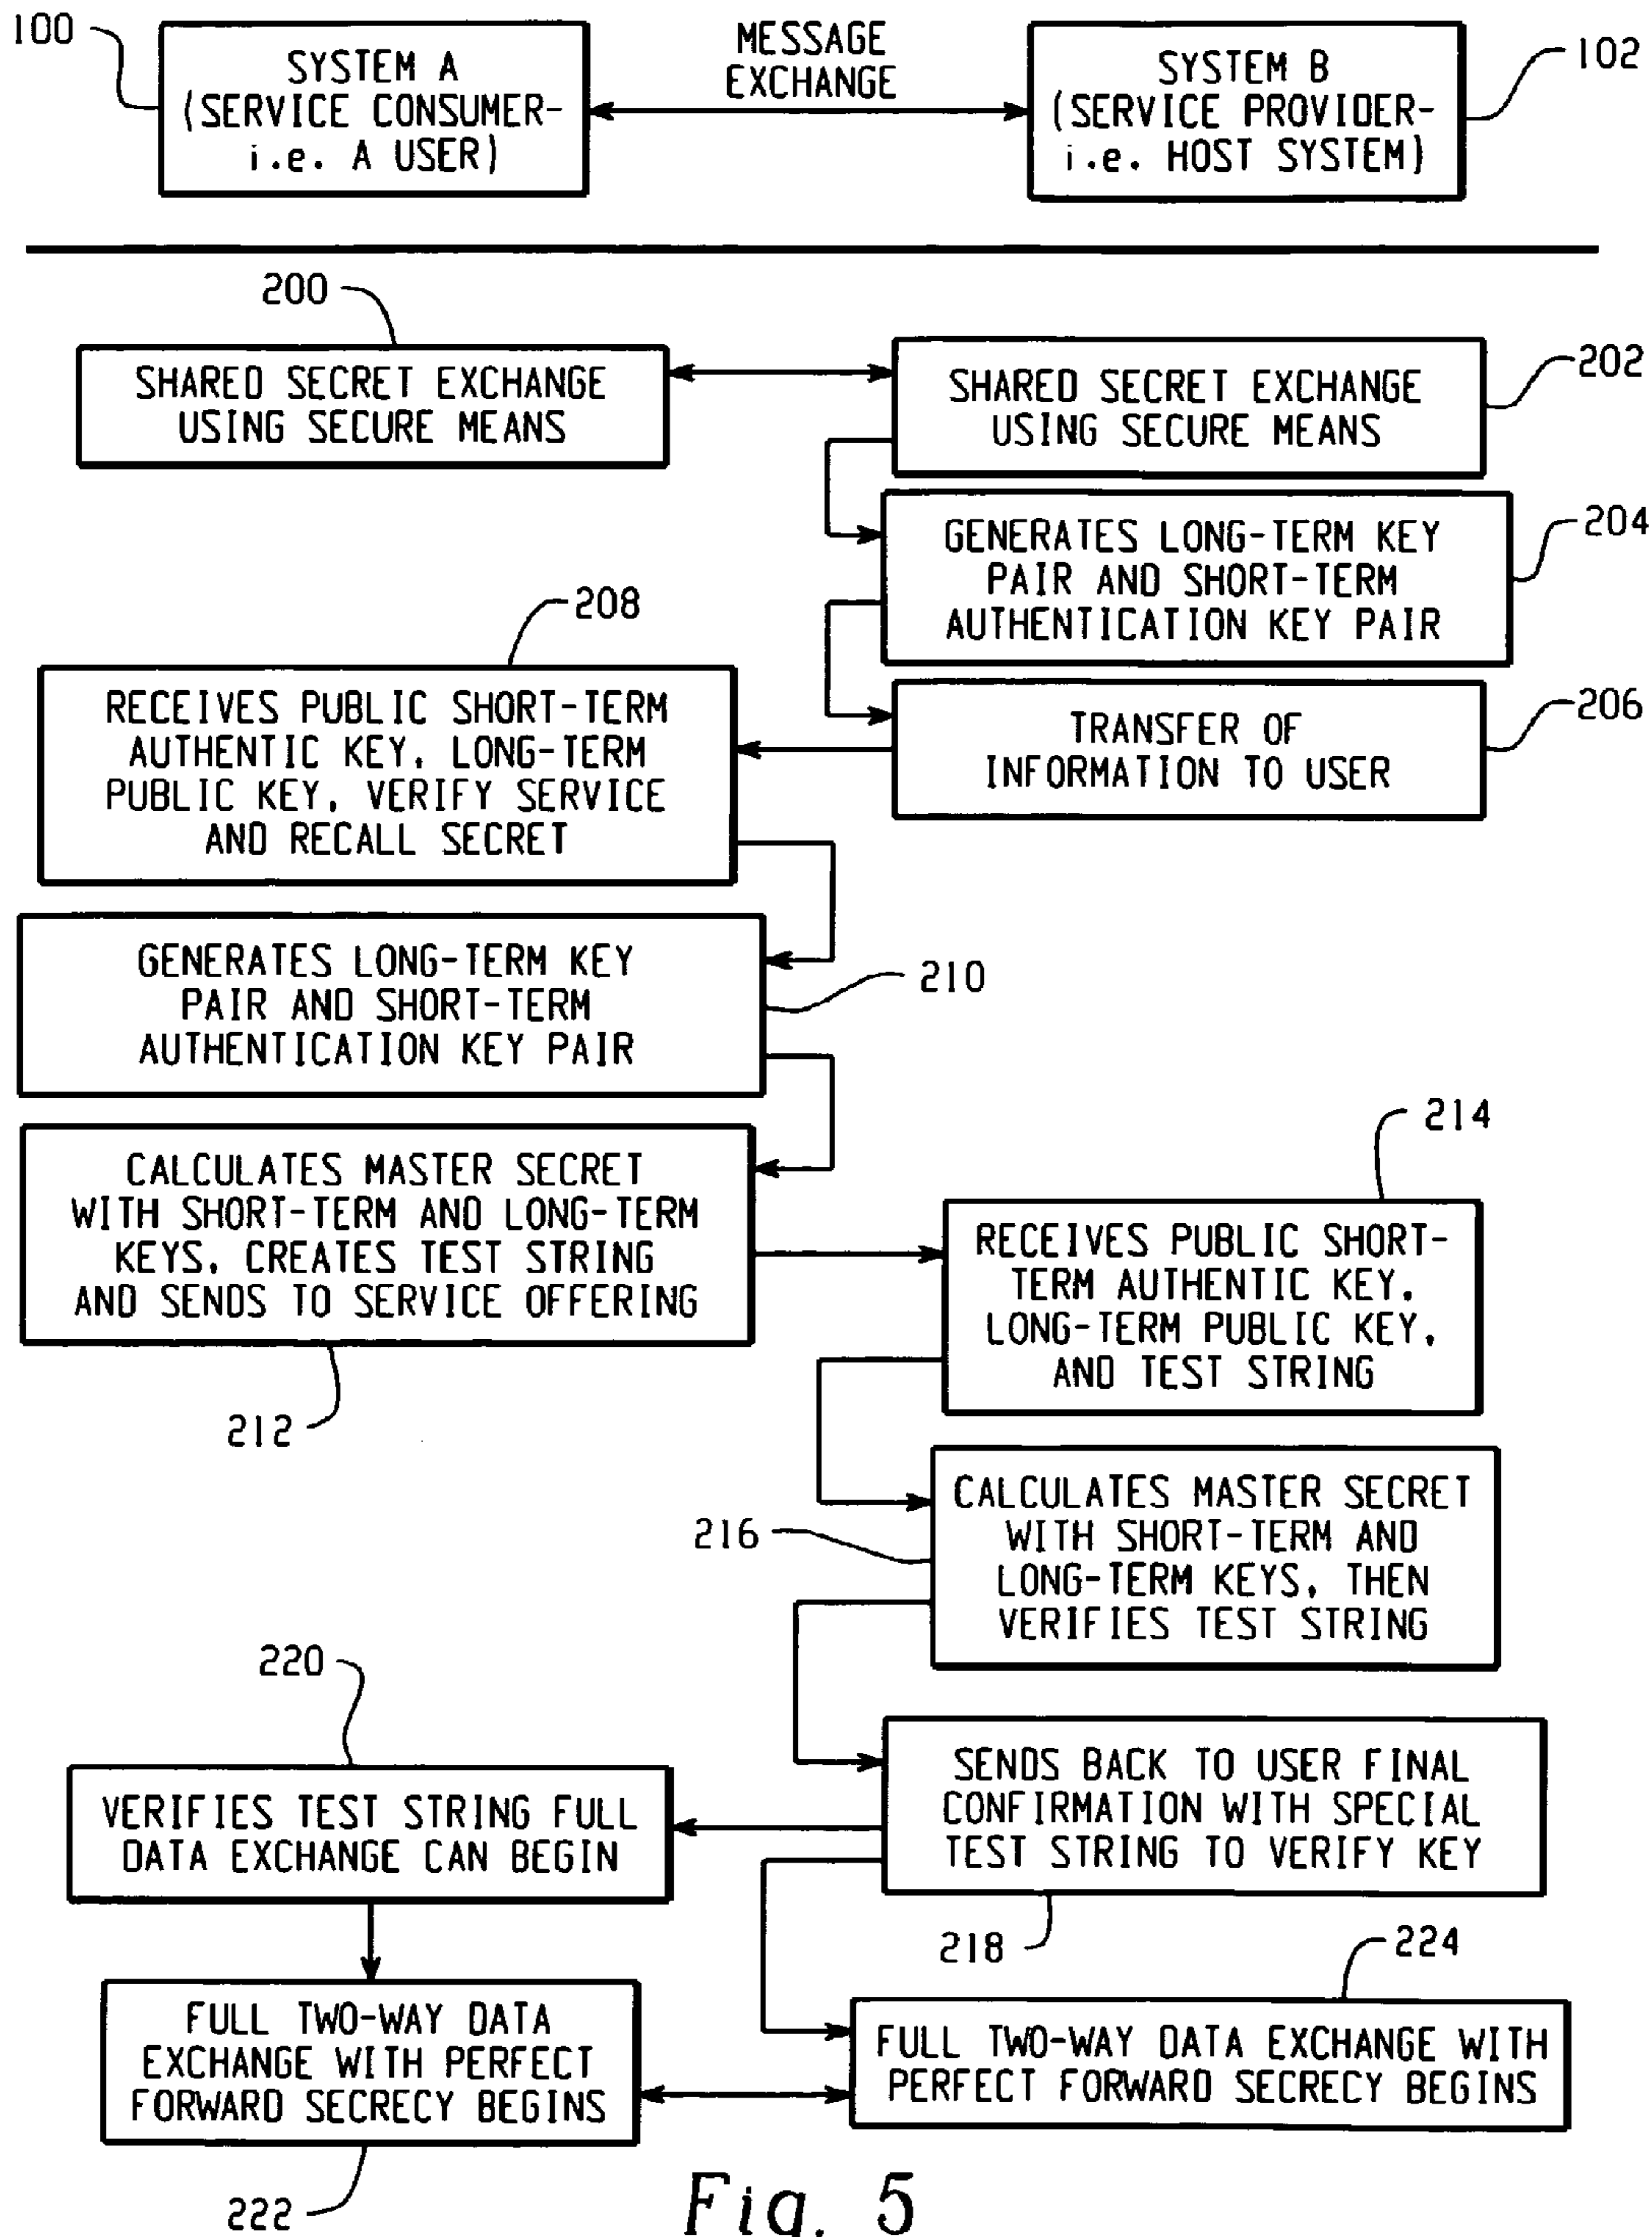 100
SYSTEM A
(SERVICE CONSUMER-
i.e. A USER)
MESSAGE
EXCHANGE
SYSTEM B
(SERVICE PROVIDER-
i.e. HOST SYSTEM)
102
200
SHARED SECRET EXCHANGE
USING SECURE MEANS
SHARED SECRET EXCHANGE
USING SECURE MEANS
202
GENERATES LONG-TERM KEY
PAIR AND SHORT-TERM
AUTHENTICATION KEY PAIR
204
TRANSFER OF
INFORMATION TO USER
206
208
RECEIVES PUBLIC SHORT-TERM
AUTHENTIC KEY, LONG-TERM
PUBLIC KEY, VERIFY SERVICE
AND RECALL SECRET
GENERATES LONG-TERM KEY
PAIR AND SHORT-TERM
AUTHENTICATION KEY PAIR
210
CALCULATES MASTER SECRET
WITH SHORT-TERM AND LONG-TERM
KEYS, CREATES TEST STRING
AND SENDS TO SERVICE OFFERING
212
214
RECEIVES PUBLIC SHORT-
TERM AUTHENTIC KEY,
LONG-TERM PUBLIC KEY,
AND TEST STRING
216
CALCULATES MASTER SECRET
WITH SHORT-TERM AND
LONG-TERM KEYS, THEN
VERIFIES TEST STRING
SENDS BACK TO USER FINAL
CONFIRMATION WITH SPECIAL
TEST STRING TO VERIFY KEY
218
220
VERIFIES TEST STRING FULL
DATA EXCHANGE CAN BEGIN
FULL TWO-WAY DATA
EXCHANGE WITH PERFECT
FORWARD SECRECY BEGINS
222
224
FULL TWO-WAY DATA EXCHANGE WITH
PERFECT FORWARD SECRECY BEGINS
Fig. 5